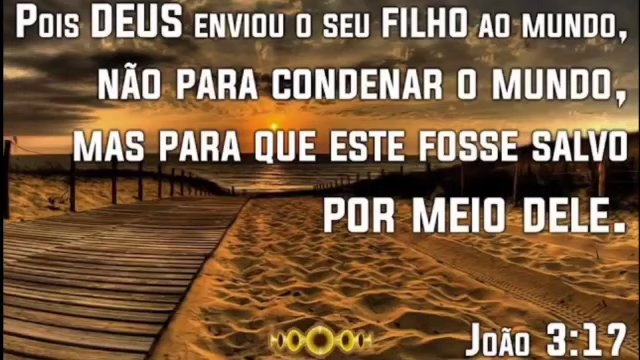 Pois DEUS enviou o seu FILHO ao mundo,
não para condenar o mundo,
mas para que este fosse salvo
por meio dele.
João 3:17